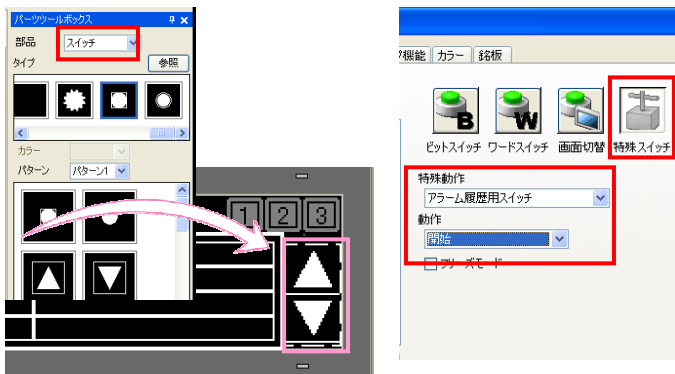 パーツツールボックス
部品 スイッチ
タイプ 参照
カラー
パターン パターン1
1 2 3
機能 カラー 銘板
B W
ビットスイッチ ワードスイッチ 画面切替 特殊スイッチ
特殊動作
アラーム履歴用スイッチ
動作
開始
フリーズモード